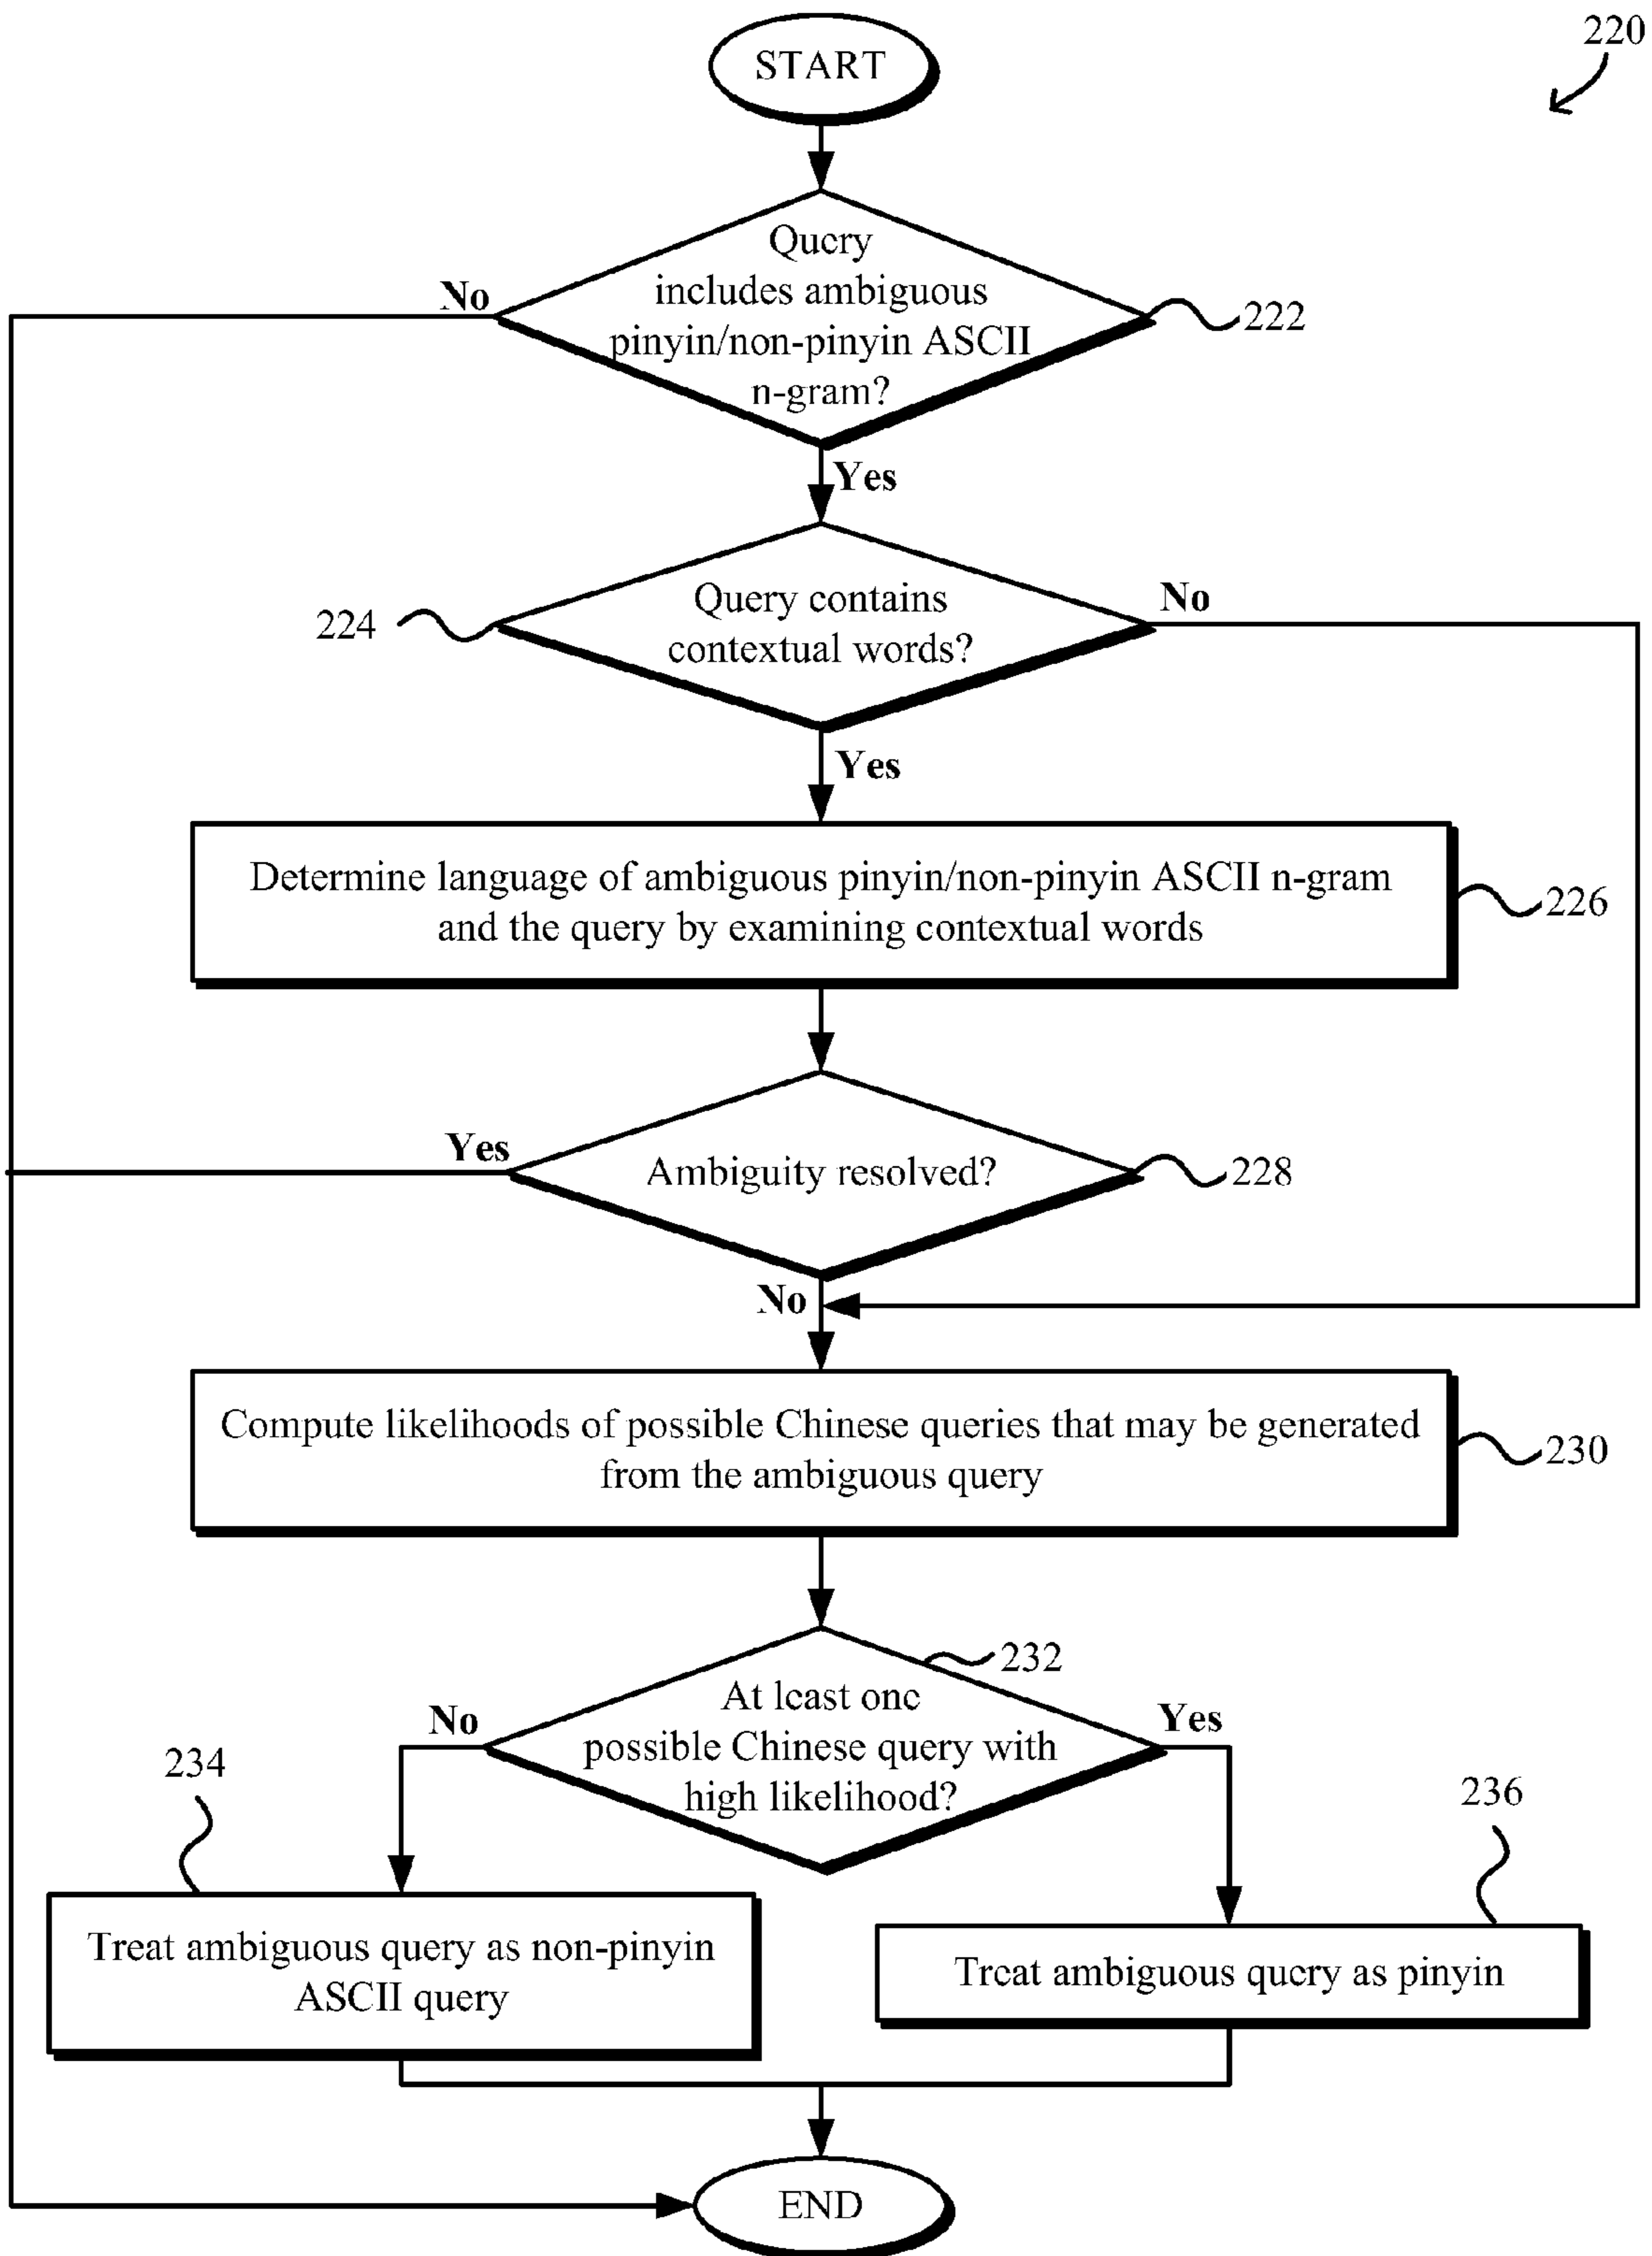 220
START
Query
includes ambiguous
pinyin/non-pinyin ASCII
n-gram?
No
222
Yes
Query contains
contextual words?
224
No
Yes
Determine language of ambiguous pinyin/non-pinyin ASCII n-gram
and the query by examining contextual words
226
Yes
Ambiguity resolved?
228
No
Compute likelihoods of possible Chinese queries that may be generated
from the ambiguous query
230
232
At least one
possible Chinese query with
high likelihood?
No
Yes
234
236
Treat ambiguous query as non-pinyin
ASCII query
Treat ambiguous query as pinyin
END